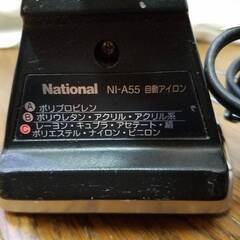 National NI-A55 自動アイロン
A ポリプロピレン
B ポリウレタン・アクリル・アクリル系
C レーヨン・キュプラ・アセテート・絹
ポリエステル・ナイロン・ビニロン